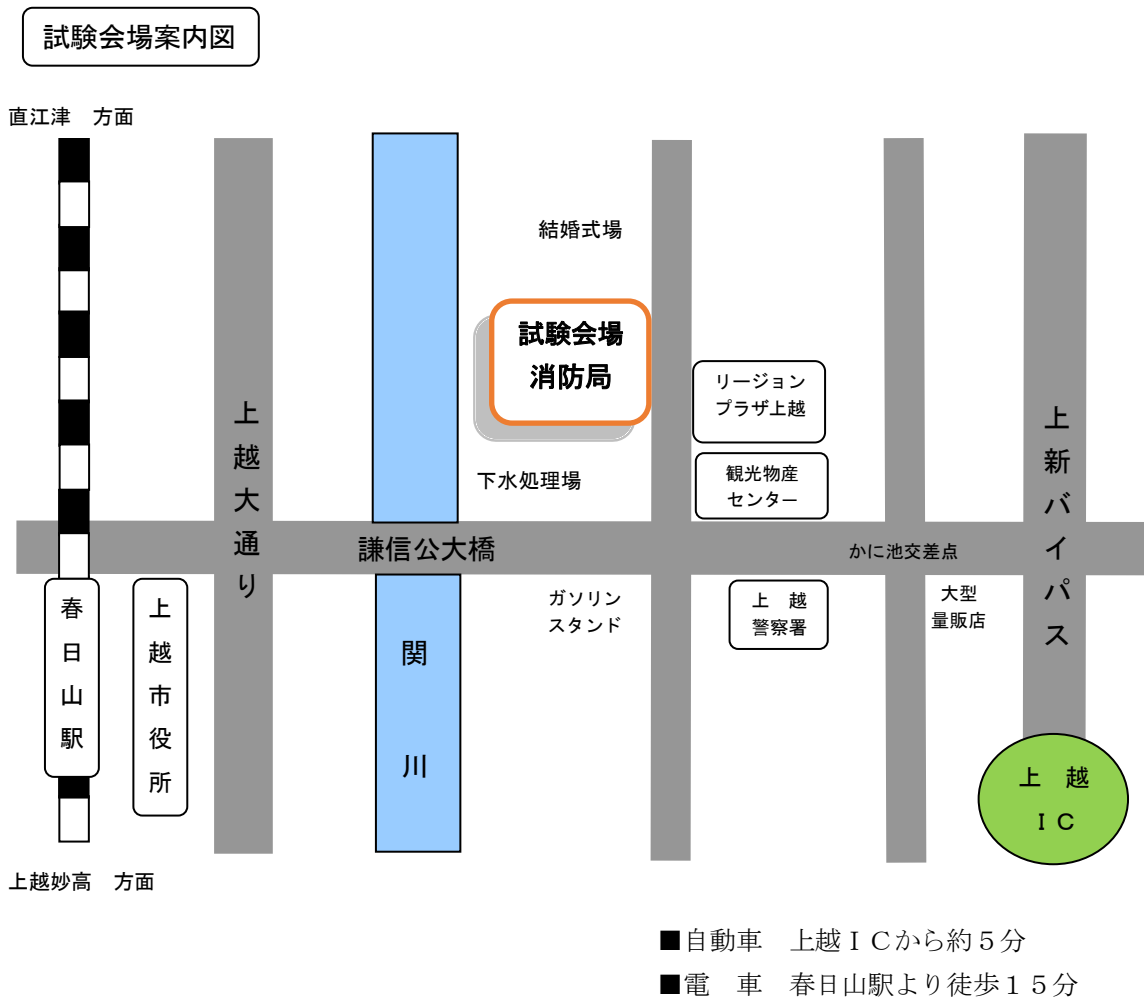 試験会場案内図
直江津　方面
結婚式場
試験会場
消防局
リージョン
プラザ上越
上越大通り
上新バイパス
下水処理場
観光物産
センター
謙信公大橋
かに池交差点
春日山駅
上越市役所
ガソリン
スタンド
上　越
警察署
大型
量販店
関川
上　越
ＩＣ
上越妙高　方面
■自動車　上越ＩＣから約５分
■電　車　春日山駅より徒歩１５分